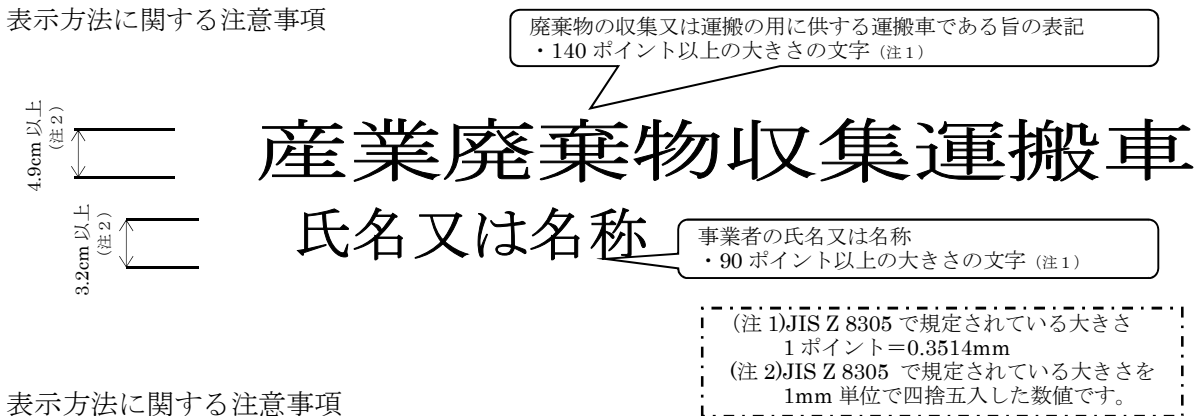 表示方法に関する注意事項
廃棄物の収集又は運搬の用に供する運搬車である旨の表記
・140 ポイント以上の大きさの文字（注1）
4.9cm 以上
（注2）
産業廃棄物収集運搬車
3.2cm 以上
（注2）
氏名又は名称
事業者の氏名又は名称
・90 ポイント以上の大きさの文字（注1）
(注 1)JIS Z 8305 で規定されている大きさ
1 ポイント＝0.3514mm
(注 2)JIS Z 8305 で規定されている大きさを
1mm 単位で四捨五入した数値です。
表示方法に関する注意事項